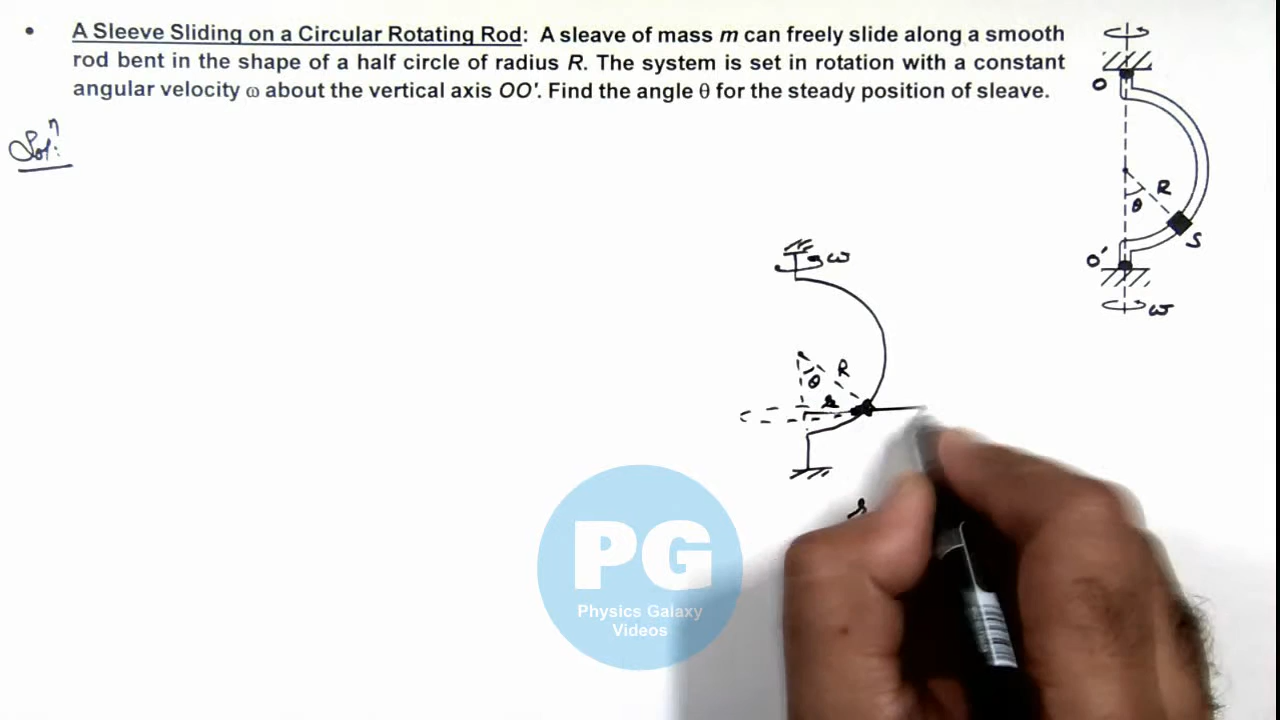 • A Sleeve Sliding on a Circular Rotating Rod: A sleave of mass m can freely slide along a smooth
rod bent in the shape of a half circle of radius R. The system is set in rotation with a constant
angular velocity ω about the vertical axis OO'. Find the angle θ for the steady position of sleave.
Solⁿ:
O
R
θ
S
O'
ω
ω
R
θ
r
r
PG
Physics Galaxy
Videos